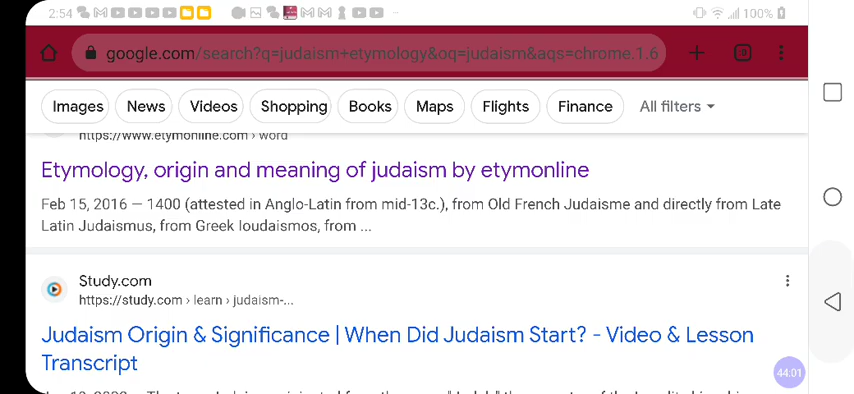 2:54 100%
google.com/search?q=judaism+etymology&oq=judaism&aqs=chrome.1.6
Images News Videos Shopping Books Maps Flights Finance All filters
https://www.etymonline.com › word
Etymology, origin and meaning of judaism by etymonline
Feb 15, 2016 — 1400 (attested in Anglo-Latin from mid-13c.), from Old French Judaisme and directly from Late
Latin Judaismus, from Greek Ioudaismos, from ...
Study.com
https://study.com › learn › judaism-...
Judaism Origin & Significance | When Did Judaism Start? - Video & Lesson
Transcript
44:01